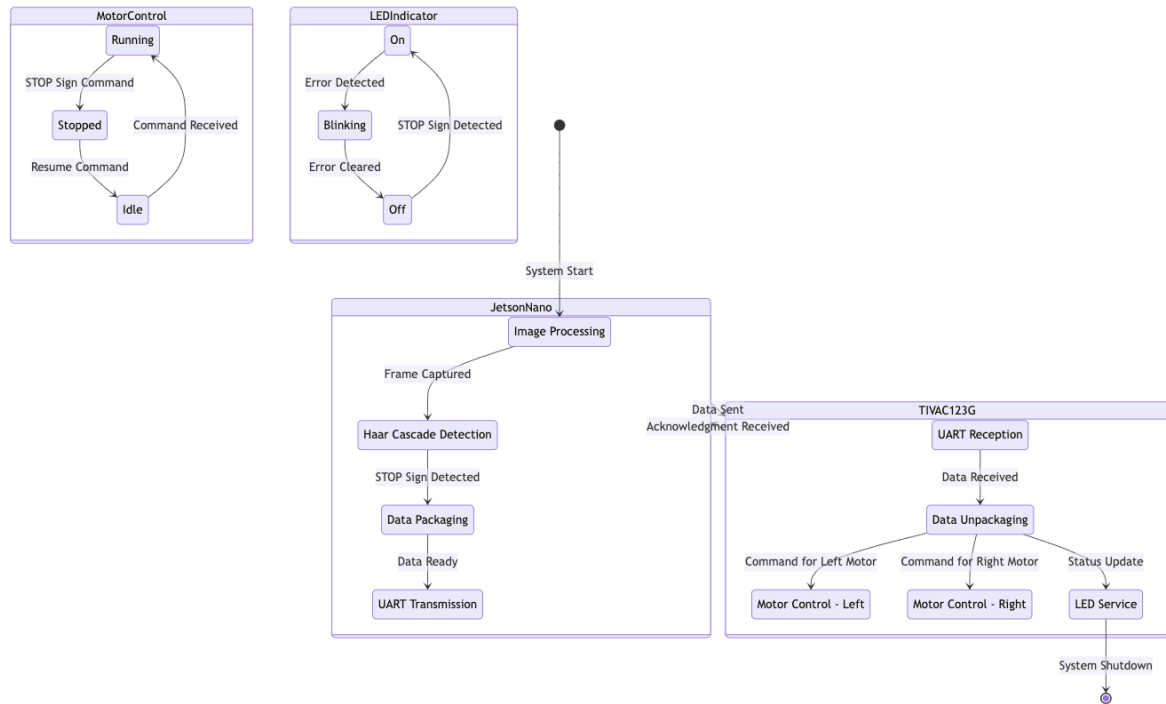 MotorControl
Running
STOP Sign Command
Stopped
Command Received
Resume Command
Idle
LEDIndicator
On
Error Detected
Blinking
STOP Sign Detected
Error Cleared
Off
System Start
JetsonNano
Image Processing
Frame Captured
Haar Cascade Detection
STOP Sign Detected
Data Packaging
Data Ready
UART Transmission
Data Sent
Acknowledgment Received
TIVAC123G
UART Reception
Data Received
Data Unpackaging
Command for Left Motor
Command for Right Motor
Status Update
Motor Control - Left
Motor Control - Right
LED Service
System Shutdown